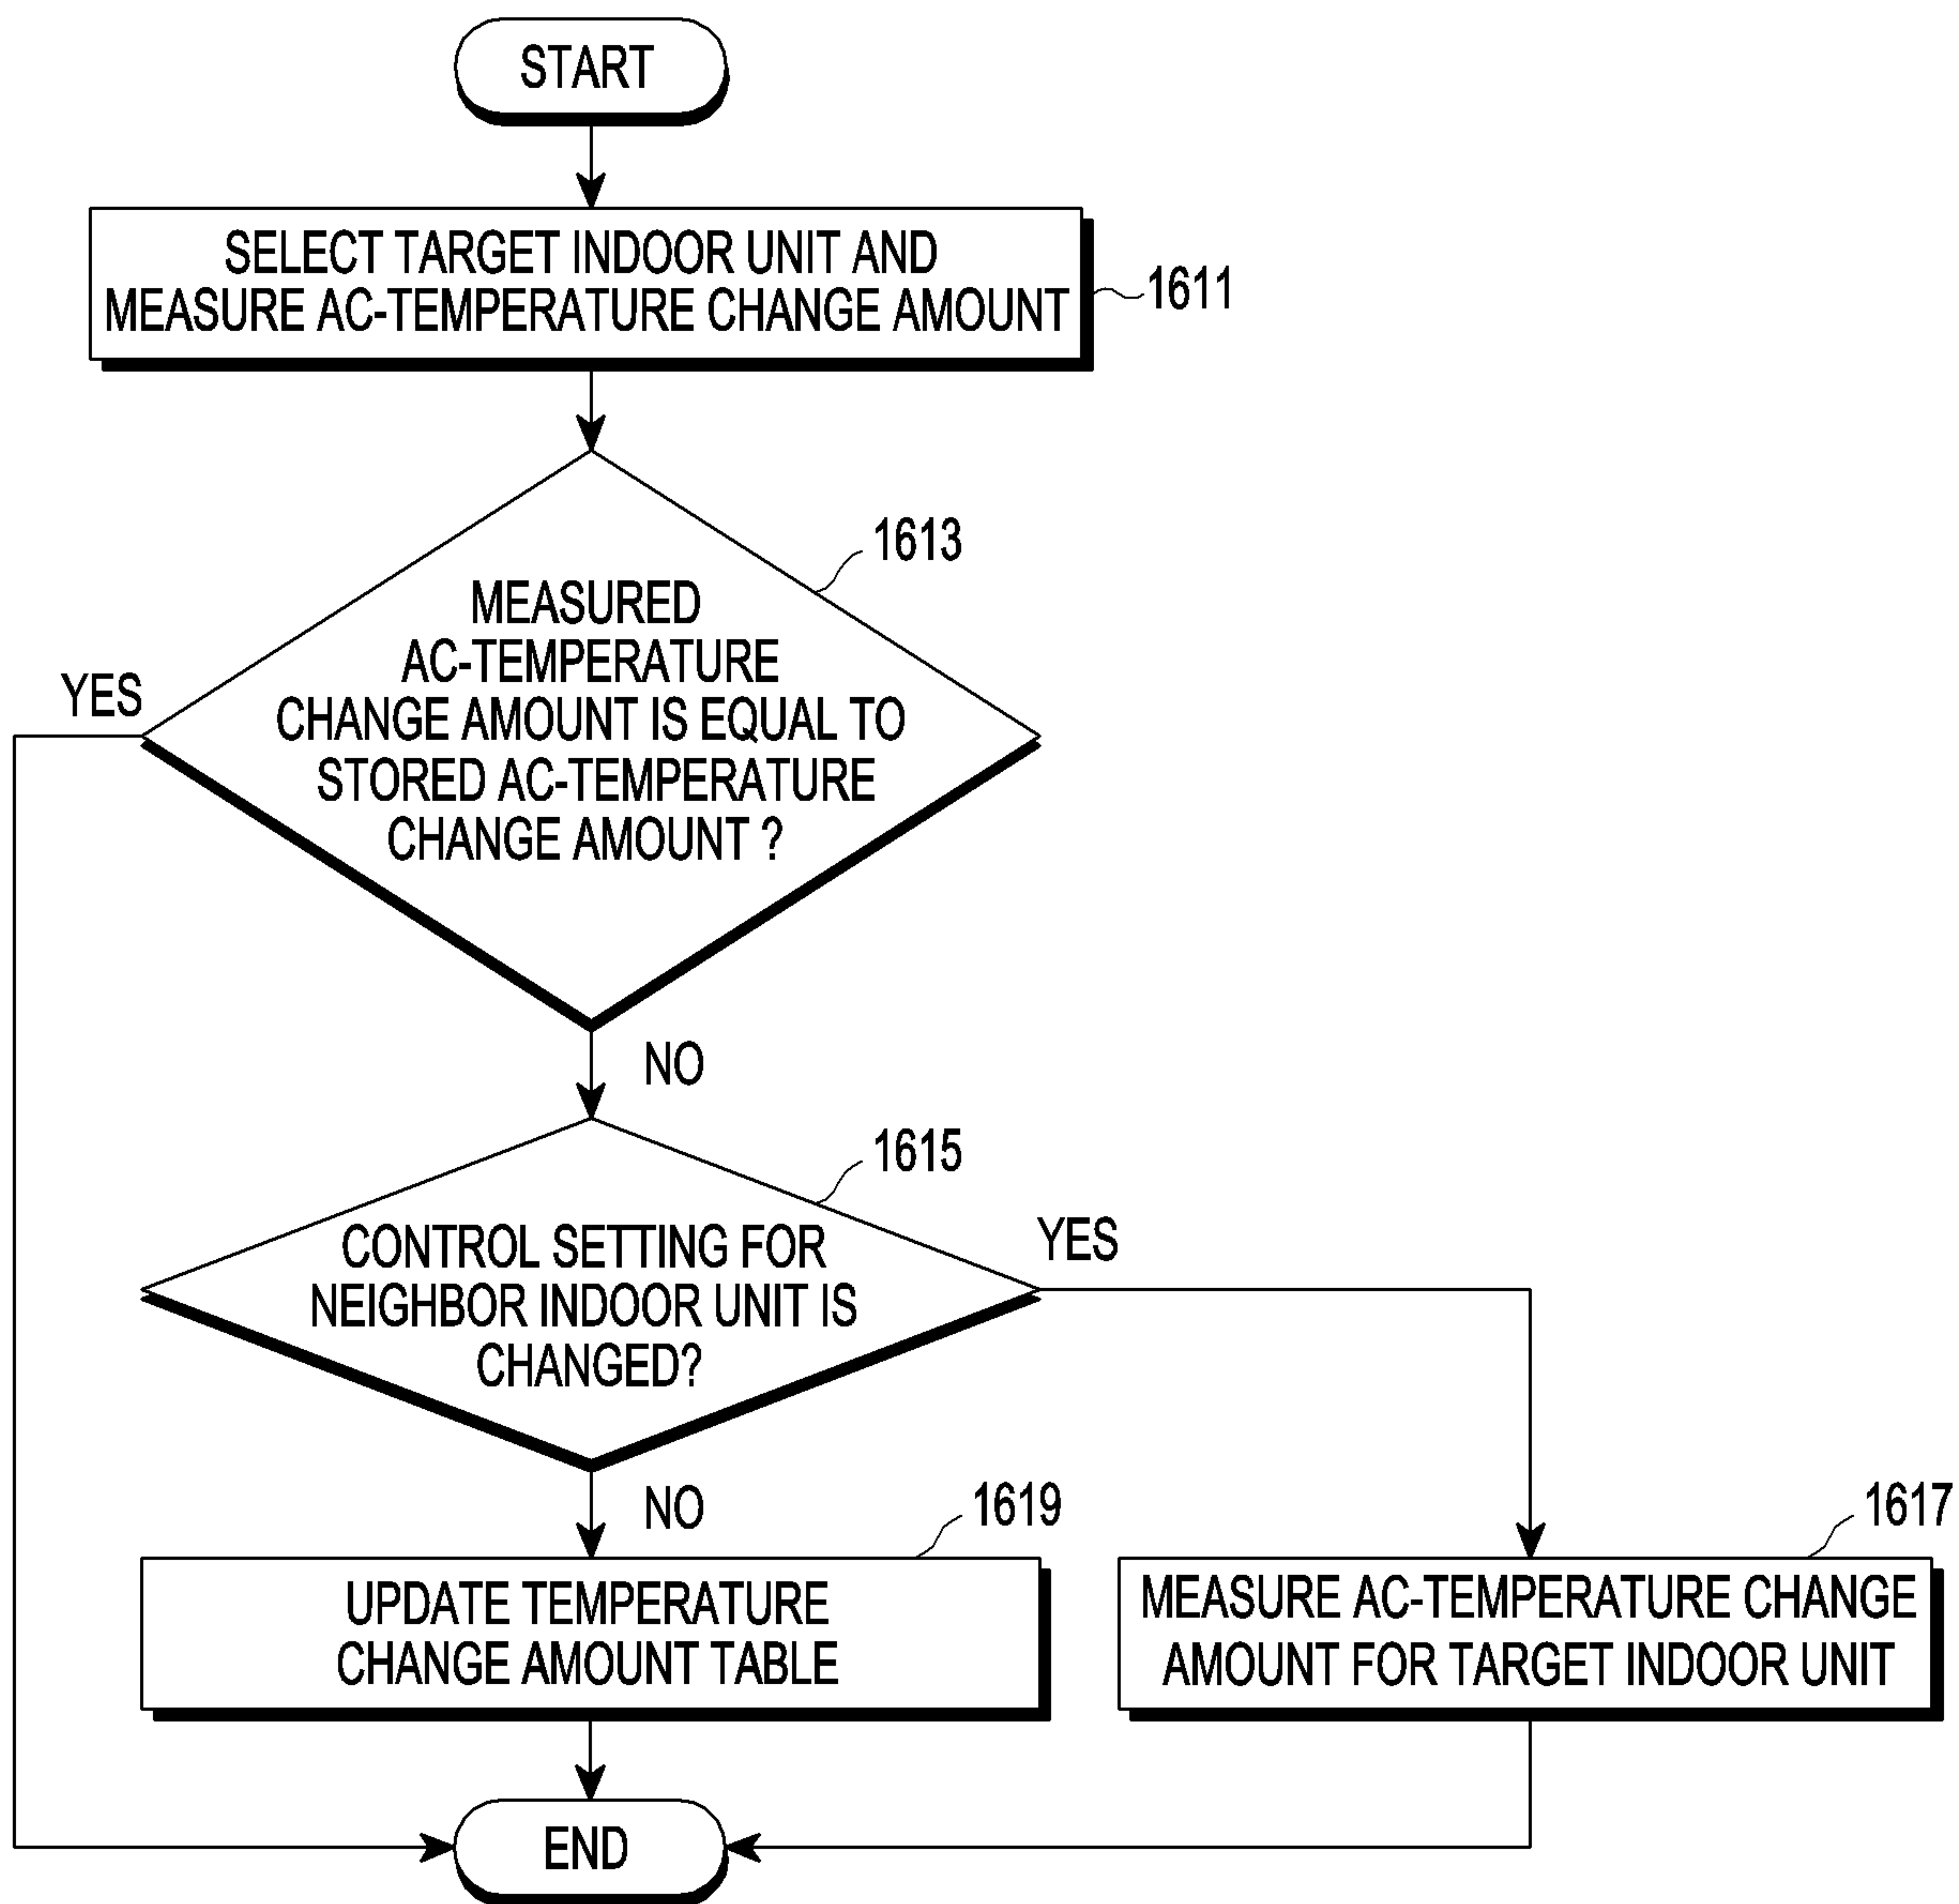 START
SELECT TARGET INDOOR UNIT AND
MEASURE AC-TEMPERATURE CHANGE AMOUNT
1611
1613
MEASURED
AC-TEMPERATURE
CHANGE AMOUNT IS EQUAL TO
STORED AC-TEMPERATURE
CHANGE AMOUNT ?
YES
NO
1615
CONTROL SETTING FOR
NEIGHBOR INDOOR UNIT IS
CHANGED?
YES
NO
1619
UPDATE TEMPERATURE
CHANGE AMOUNT TABLE
1617
MEASURE AC-TEMPERATURE CHANGE
AMOUNT FOR TARGET INDOOR UNIT
END